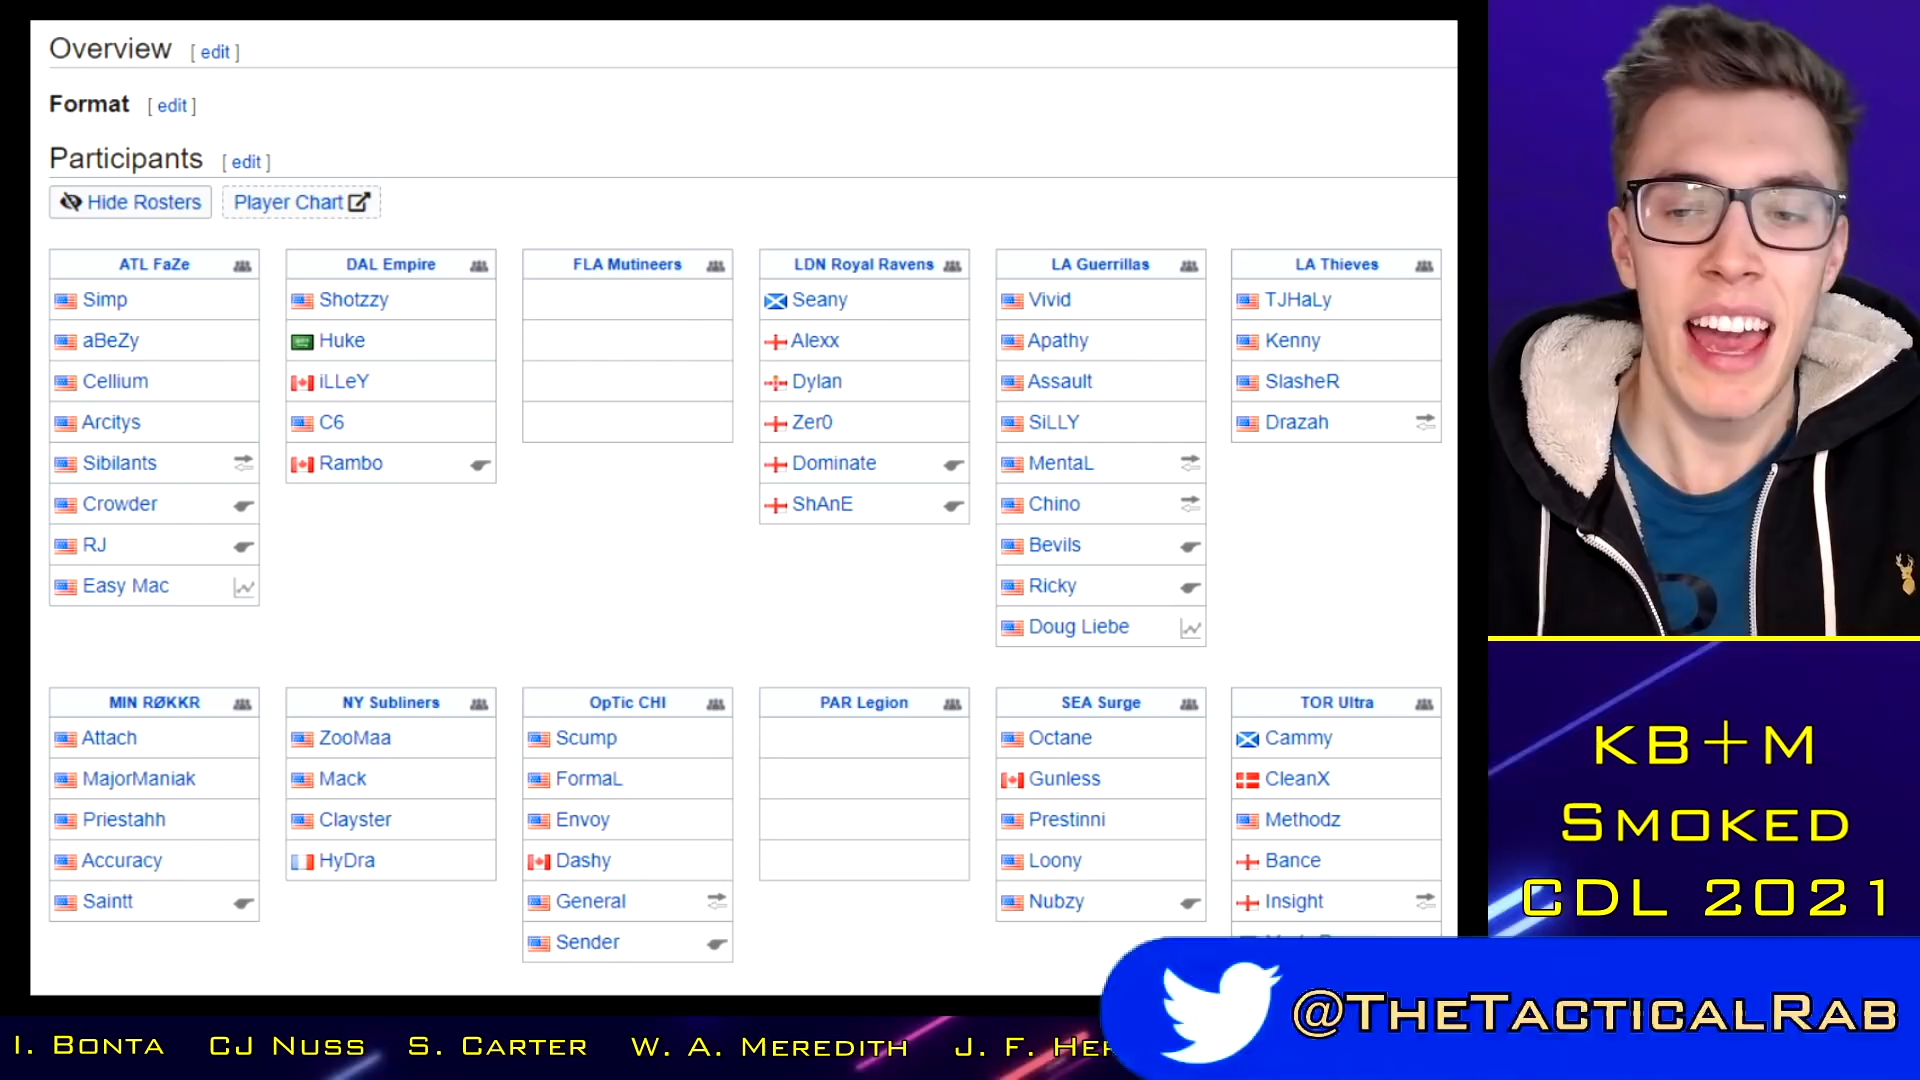 Overview [ edit ]
Format [ edit ]
Participants [ edit ]
Hide Rosters Player Chart
ATL FaZe
Simp
aBeZy
Cellium
Arcitys
Sibilants
Crowder
RJ
Easy Mac
DAL Empire
Shotzzy
Huke
iLLeY
C6
Rambo
FLA Mutineers
LDN Royal Ravens
Seany
Alexx
Dylan
Zer0
Dominate
ShAnE
LA Guerrillas
Vivid
Apathy
Assault
SiLLY
MentaL
Chino
Bevils
Ricky
Doug Liebe
LA Thieves
TJHaLy
Kenny
SlasheR
Drazah
MIN RØKKR
Attach
MajorManiak
Priestahh
Accuracy
Saintt
NY Subliners
ZooMaa
Mack
Clayster
HyDra
OpTic CHI
Scump
FormaL
Envoy
Dashy
General
Sender
PAR Legion
SEA Surge
Octane
Gunless
Prestinni
Loony
Nubzy
TOR Ultra
Cammy
CleanX
Methodz
Bance
Insight
KB+M
Smoked
CDL 2021
@TheTacticalRab
I. Bonta CJ Nuss S. Carter W. A. Meredith J. F.